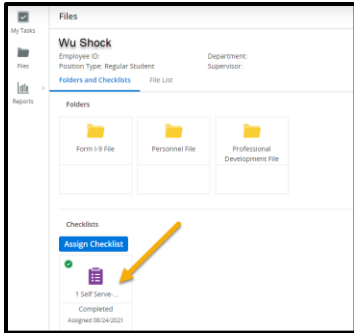 Files
My Tasks
Files
Reports
Wu Shock
Employee ID:
Department:
Position Type: Regular Student
Supervisor:
Folders and Checklists
File List
Folders
Form I-9 File
Personnel File
Professional
Development File
Checklists
Assign Checklist
1 Self Serve-...
Completed
Assigned 08/24/2021